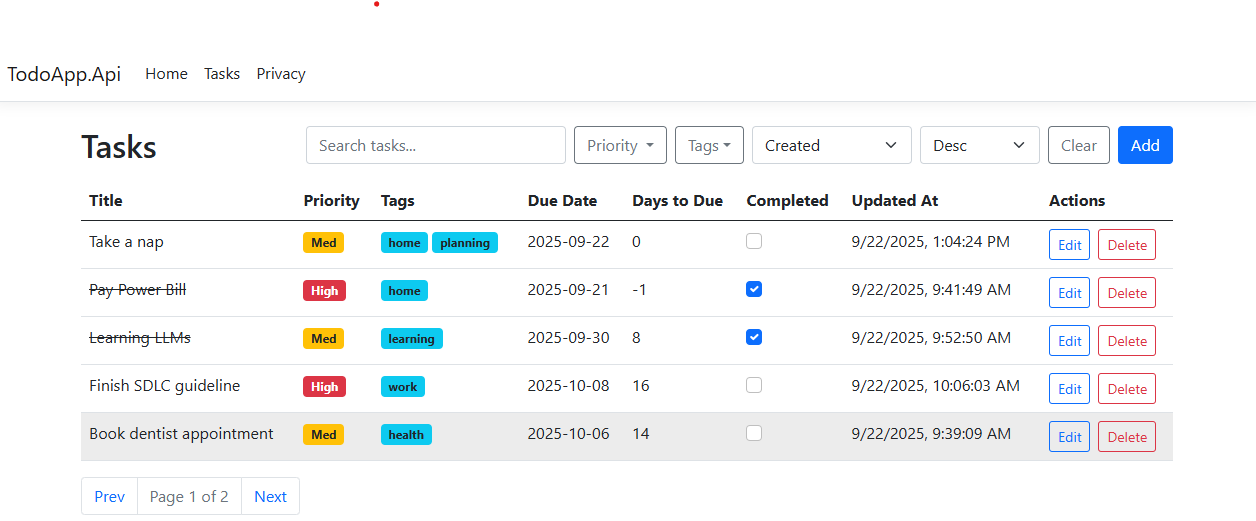 TodoApp.Api Home Tasks Privacy
Tasks Search tasks... Priority Tags Created Desc Clear Add
Title Priority Tags Due Date Days to Due Completed Updated At Actions
Take a nap Med home planning 2025-09-22 0 9/22/2025, 1:04:24 PM Edit Delete
Pay Power Bill High home 2025-09-21 -1 9/22/2025, 9:41:49 AM Edit Delete
Learning LLMs Med learning 2025-09-30 8 9/22/2025, 9:52:50 AM Edit Delete
Finish SDLC guideline High work 2025-10-08 16 9/22/2025, 10:06:03 AM Edit Delete
Book dentist appointment Med health 2025-10-06 14 9/22/2025, 9:39:09 AM Edit Delete
Prev Page 1 of 2 Next